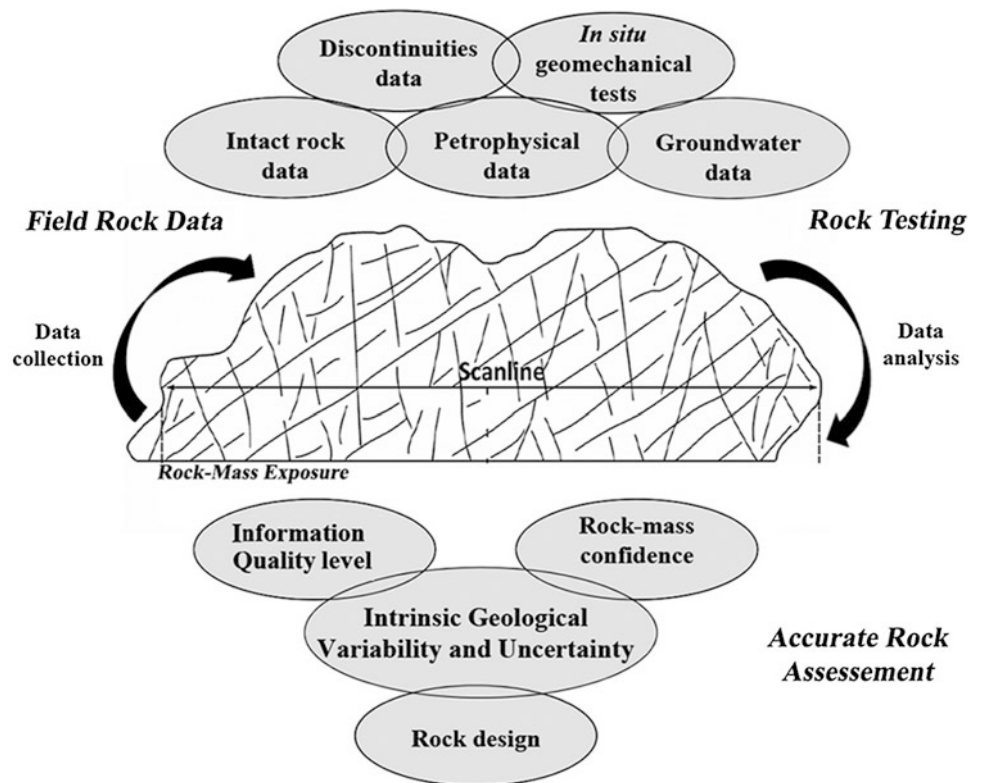 Discontinuities
data
In situ
geomechanical
tests
Intact rock
data
Petrophysical
data
Groundwater
data
Field Rock Data
Rock Testing
Data
collection
Data
analysis
Scanline
Rock-Mass Exposure
Information
Quality level
Rock-mass
confidence
Intrinsic Geological
Variability and Uncertainty
Accurate Rock
Assessement
Rock design